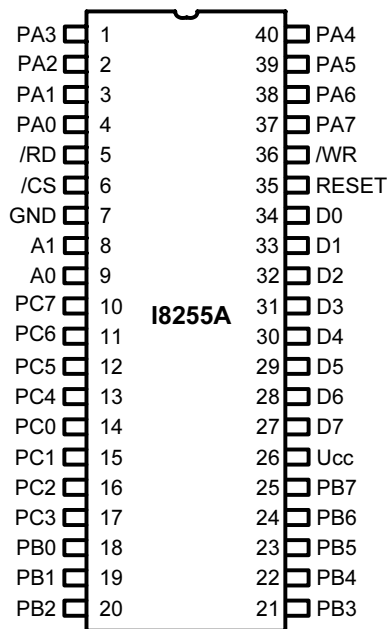 PA3 1 40 PA4
PA2 2 39 PA5
PA1 3 38 PA6
PA0 4 37 PA7
/RD 5 36 /WR
/CS 6 35 RESET
GND 7 34 D0
A1 8 33 D1
A0 9 32 D2
PC7 10 31 D3
I8255A
PC6 11 30 D4
PC5 12 29 D5
PC4 13 28 D6
PC0 14 27 D7
PC1 15 26 Ucc
PC2 16 25 PB7
PC3 17 24 PB6
PB0 18 23 PB5
PB1 19 22 PB4
PB2 20 21 PB3